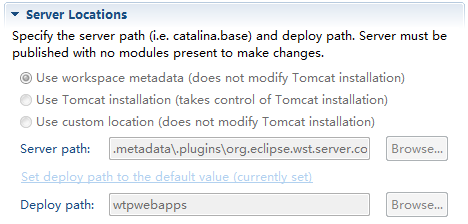 Server Locations
Specify the server path (i.e. catalina.base) and deploy path. Server must be
published with no modules present to make changes.
Use workspace metadata (does not modify Tomcat installation)
Use Tomcat installation (takes control of Tomcat installation)
Use custom location (does not modify Tomcat installation)
Server path: .metadata\.plugins\org.eclipse.wst.server.co Browse...
Set deploy path to the default value (currently set)
Deploy path: wtpwebapps Browse...